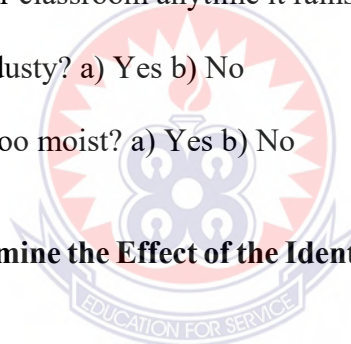 classroom anytime it rains
dusty? a) Yes b) No
oo moist? a) Yes b) No
mine the Effect of the Ident
EDUCATION FOR SERVICE